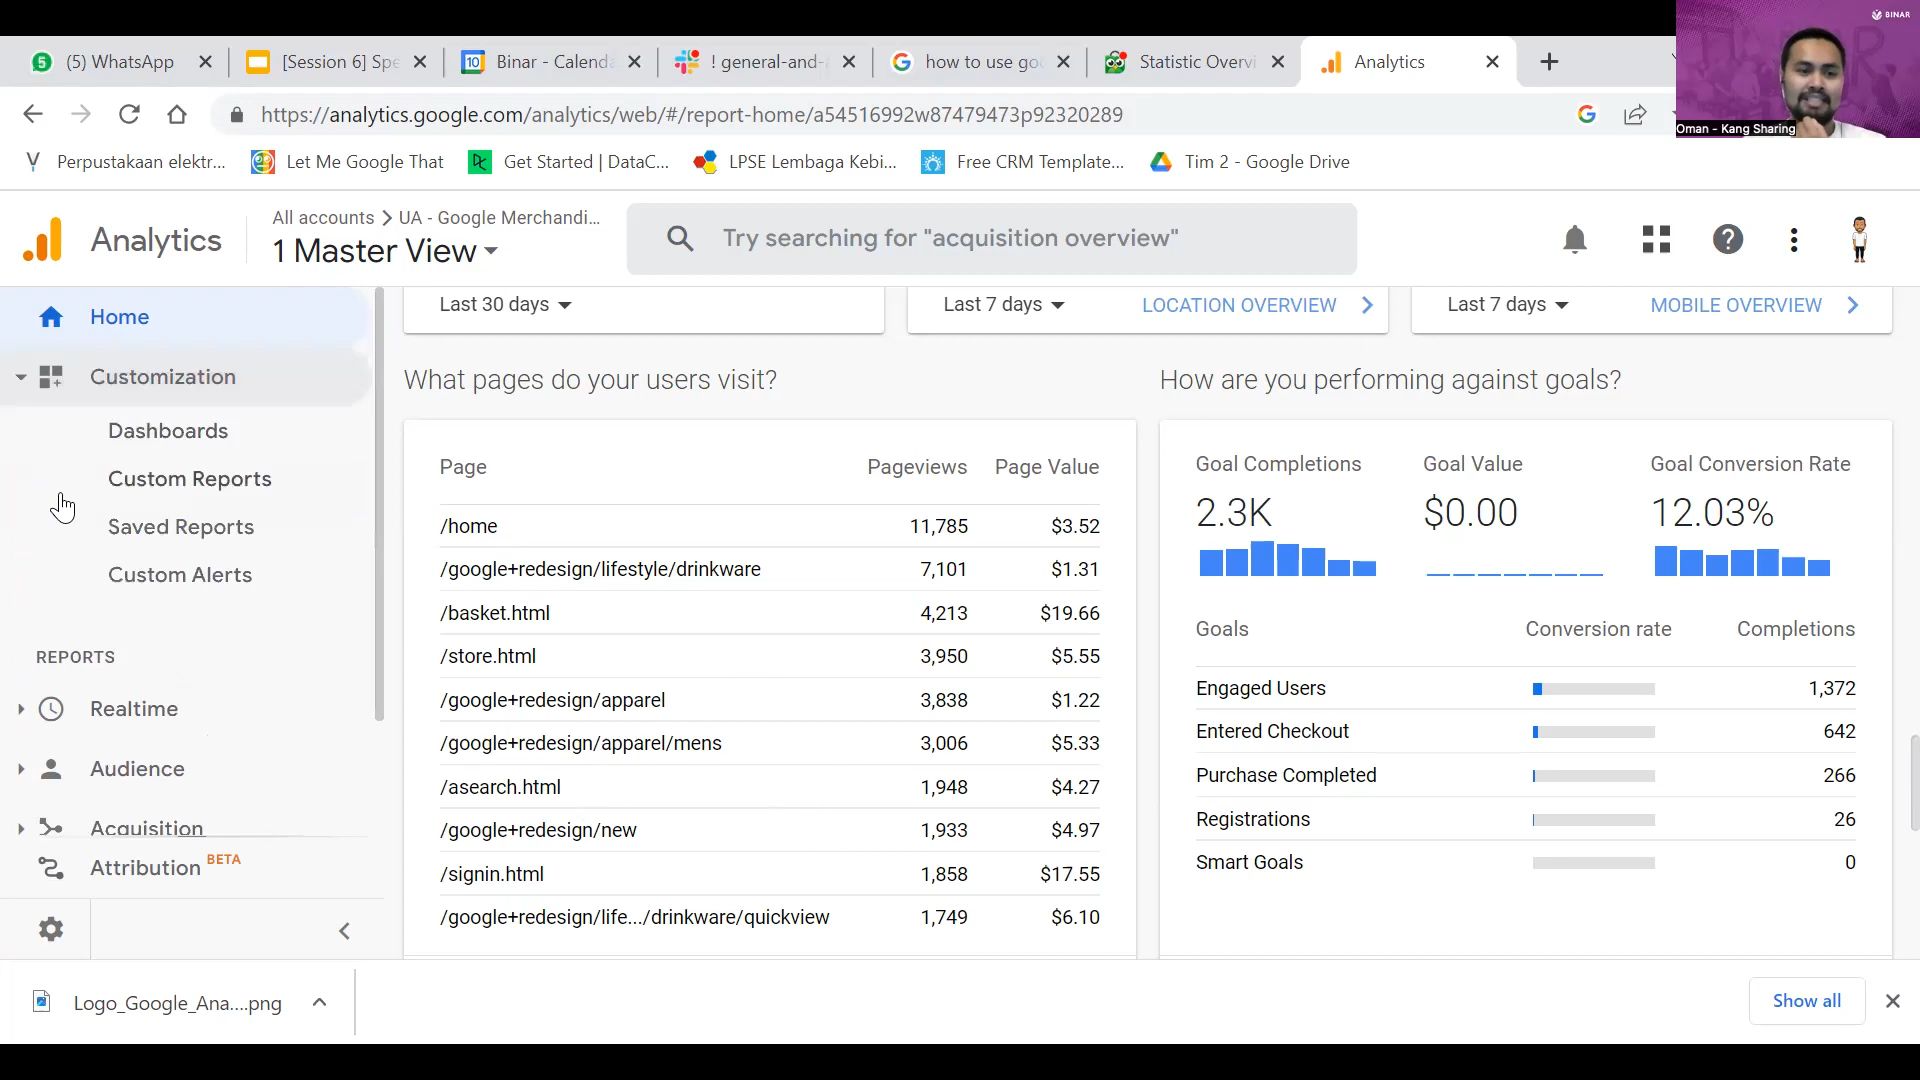 BINAR
(5) WhatsApp
[Session 6] Spe
Binar - Calenda
! general-and-
how to use goo
Statistic Overvi
Analytics
https://analytics.google.com/analytics/web/#/report-home/a54516992w87479473p92320289
Oman - Kang Sharing
Perpustakaan elektr...
Let Me Google That
Get Started | DataC...
LPSE Lembaga Kebi...
Free CRM Template...
Tim 2 - Google Drive
Analytics
All accounts > UA - Google Merchandi...
1 Master View
Try searching for "acquisition overview"
Home
Customization
Dashboards
Custom Reports
Saved Reports
Custom Alerts
REPORTS
Realtime
Audience
Acquisition
Attribution BETA
Last 30 days
Last 7 days LOCATION OVERVIEW
Last 7 days MOBILE OVERVIEW
What pages do your users visit?
Page Pageviews Page Value
/home 11,785 $3.52
/google+redesign/lifestyle/drinkware 7,101 $1.31
/basket.html 4,213 $19.66
/store.html 3,950 $5.55
/google+redesign/apparel 3,838 $1.22
/google+redesign/apparel/mens 3,006 $5.33
/asearch.html 1,948 $4.27
/google+redesign/new 1,933 $4.97
/signin.html 1,858 $17.55
/google+redesign/life.../drinkware/quickview 1,749 $6.10
How are you performing against goals?
Goal Completions Goal Value Goal Conversion Rate
2.3K $0.00 12.03%
Goals Conversion rate Completions
Engaged Users 1,372
Entered Checkout 642
Purchase Completed 266
Registrations 26
Smart Goals 0
Logo_Google_Ana....png
Show all